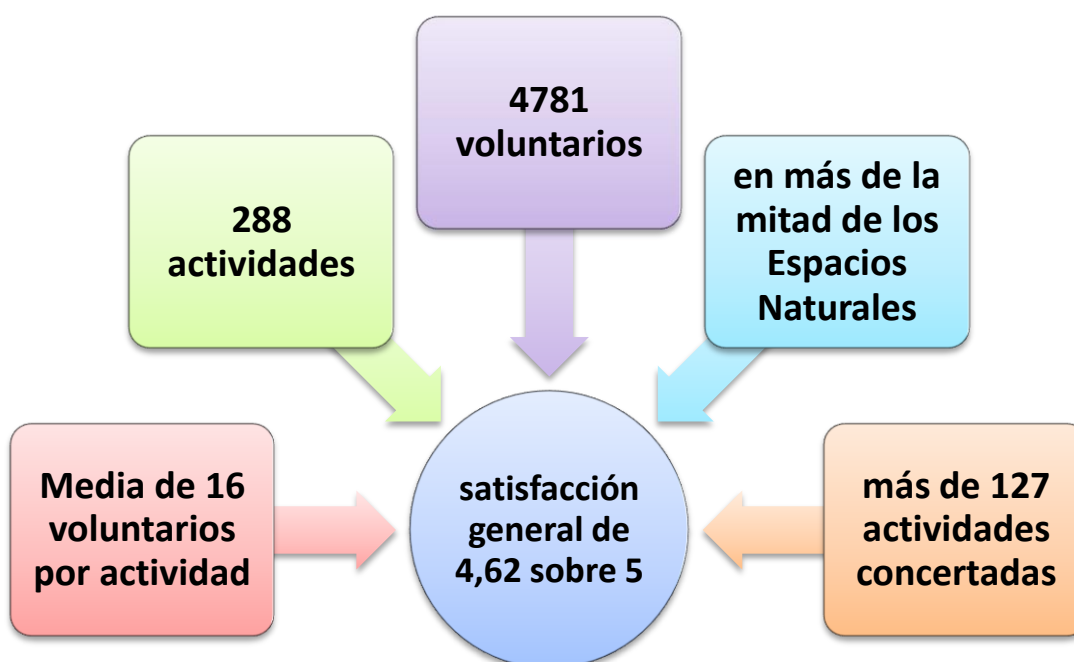 4781
voluntarios
288
actividades
en más de la
mitad de los
Espacios
Naturales
Media de 16
voluntarios
por actividad
satisfacción
general de
4,62 sobre 5
más de 127
actividades
concertadas